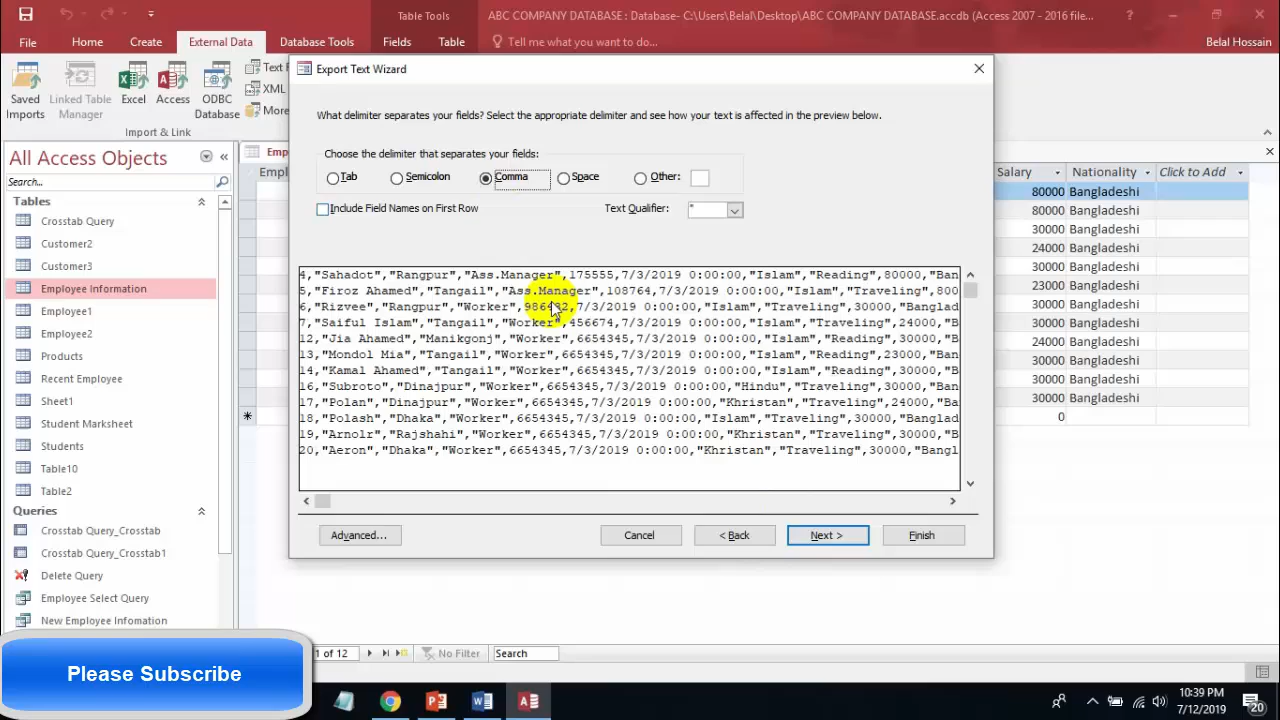 Table Tools
ABC COMPANY DATABASE : Database- C:\Users\Belal\Desktop\ABC COMPANY DATABASE.accdb (Access 2007 - 2016 file...
File Home Create External Data Database Tools Fields Table Tell me what you want to do... Belal Hossain
Saved Imports
Linked Table Manager
Excel
Access
ODBC Database
Text F
XML
More
Import & Link
Export Text Wizard
What delimiter separates your fields? Select the appropriate delimiter and see how your text is affected in the preview below.
Choose the delimiter that separates your fields:
Tab Semicolon Comma Space Other:
Include Field Names on First Row Text Qualifier: "
4,"Sahadot","Rangpur","Ass.Manager",175555,7/3/2019 0:00:00,"Islam","Reading",80000,"Ban
5,"Firoz Ahamed","Tangail","Ass.Manager",108764,7/3/2019 0:00:00,"Islam","Traveling",800
6,"Rizvee","Rangpur","Worker",986432,7/3/2019 0:00:00,"Islam","Traveling",30000,"Banglad
7,"Saiful Islam","Tangail","Worker",456674,7/3/2019 0:00:00,"Islam","Traveling",24000,"B
12,"Jia Ahamed","Manikgonj","Worker",6654345,7/3/2019 0:00:00,"Islam","Reading",30000,"B
13,"Mondol Mia","Tangail","Worker",6654345,7/3/2019 0:00:00,"Islam","Reading",23000,"Ban
14,"Kamal Ahamed","Tangail","Worker",6654345,7/3/2019 0:00:00,"Islam","Reading",30000,"B
16,"Subroto","Dinajpur","Worker",6654345,7/3/2019 0:00:00,"Hindu","Traveling",30000,"Ban
17,"Polan","Dinajpur","Worker",6654345,7/3/2019 0:00:00,"Khristan","Traveling",24000,"Ba
18,"Polash","Dhaka","Worker",6654345,7/3/2019 0:00:00,"Islam","Traveling",30000,"Banglad
19,"Arnolr","Rajshahi","Worker",6654345,7/3/2019 0:00:00,"Khristan","Traveling",30000,"B
20,"Aeron","Dhaka","Worker",6654345,7/3/2019 0:00:00,"Khristan","Traveling",30000,"Bangl
Advanced... Cancel < Back Next > Finish
All Access Objects
Search...
Tables
Crosstab Query
Customer2
Customer3
Employee Information
Employee1
Employee2
Products
Recent Employee
Sheet1
Student Marksheet
Students
Table10
Table2
Queries
Crosstab Query_Crosstab
Crosstab Query_Crosstab1
Delete Query
Employee Select Query
New Employee Infomation
Emp
Empl
Salary Nationality Click to Add
80000 Bangladeshi
80000 Bangladeshi
30000 Bangladeshi
24000 Bangladeshi
30000 Bangladeshi
23000 Bangladeshi
30000 Bangladeshi
30000 Bangladeshi
24000 Bangladeshi
30000 Bangladeshi
30000 Bangladeshi
30000 Bangladeshi
0
1 of 12 No Filter Search
Please Subscribe
10:39 PM
7/12/2019
20